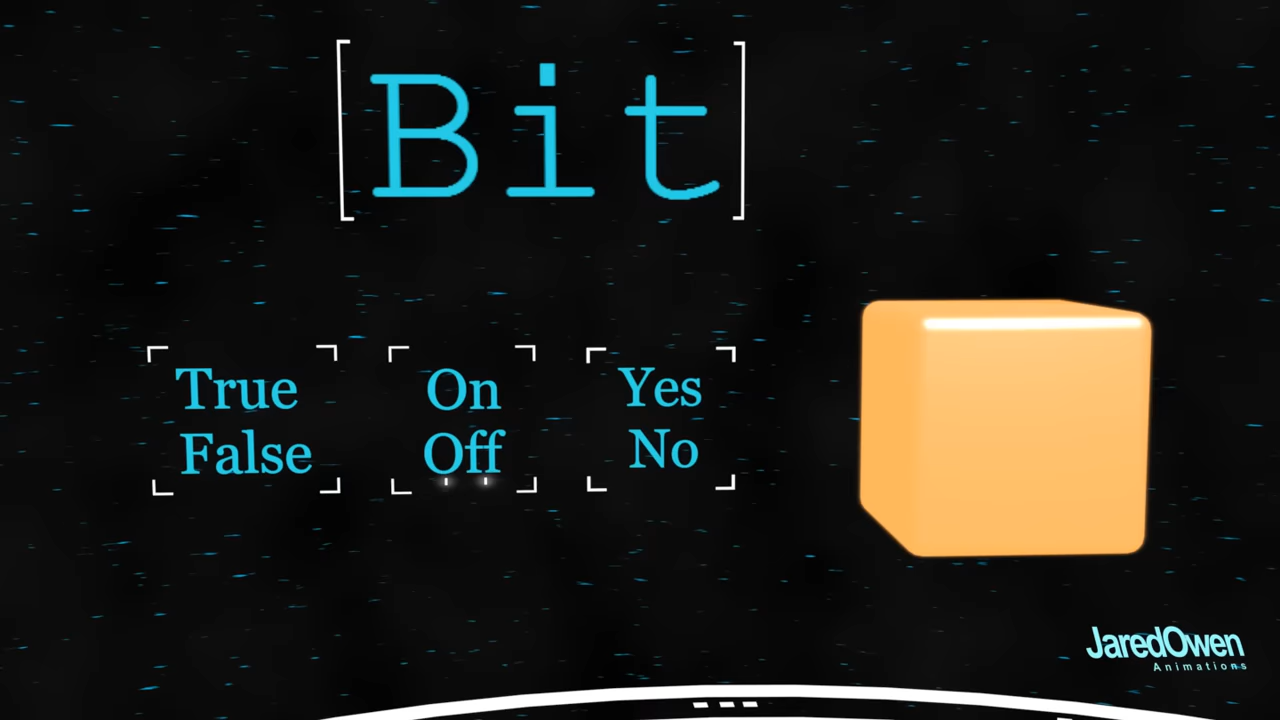 Bit
True
False
On
Off
Yes
No
JaredOwen
Animations